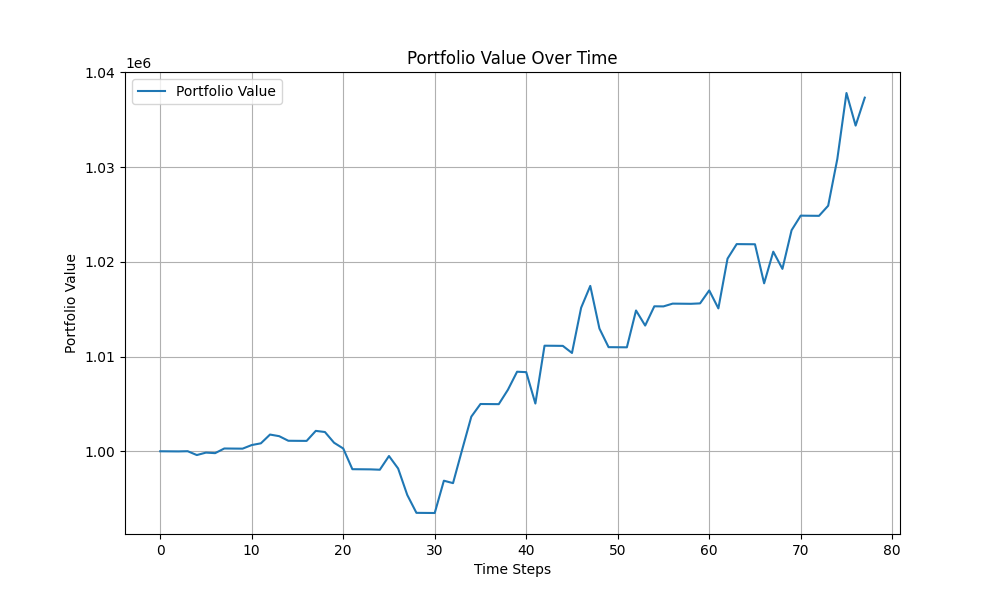 Portfolio Value Over Time
1e6
Portfolio Value
1.04
1.03
1.02
1.01
1.00
Portfolio Value
0 10 20 30 40 50 60 70 80
Time Steps